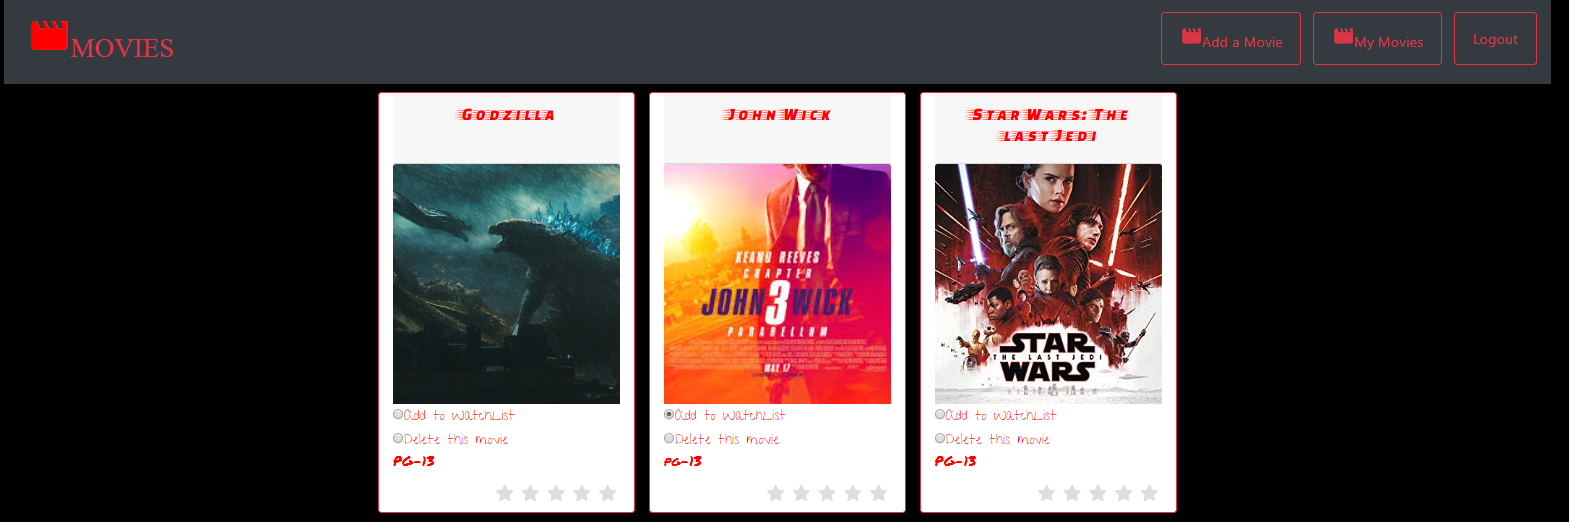 MOVIES
Add a Movie
My Movies
Logout
Godzilla
John Wick
Star Wars: The
last Jedi
KEANU REEVES
CHAPTER
JOHN 3 WICK
PARABELLUM
MAY 17
STAR
THE LAST JEDI
WARS
Add to WatchList
Add to WatchList
Add to WatchList
Delete this movie
Delete this movie
Delete this movie
PG-13
PG-13
PG-13